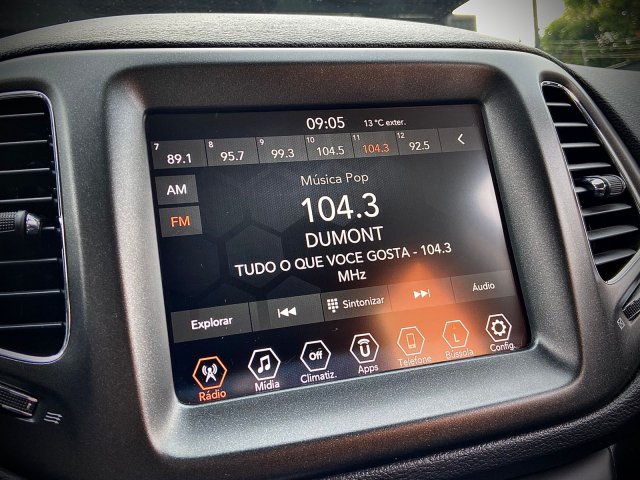 09:05 13 °C exter.
7 8 9 10 11 12
89.1 95.7 99.3 104.5 104.3 92.5
AM
FM
Música Pop
104.3
DUMONT
TUDO O QUE VOCE GOSTA - 104.3
MHz
Explorar Sintonizar Áudio
Off
U
L
Rádio Mídia Climatiz. Apps Telefone Bússola Config.